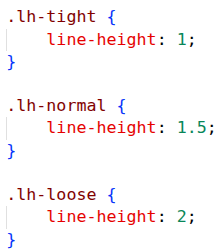 .lh-tight {
    line-height: 1;
}

.lh-normal {
    line-height: 1.5;
}

.lh-loose {
    line-height: 2;
}